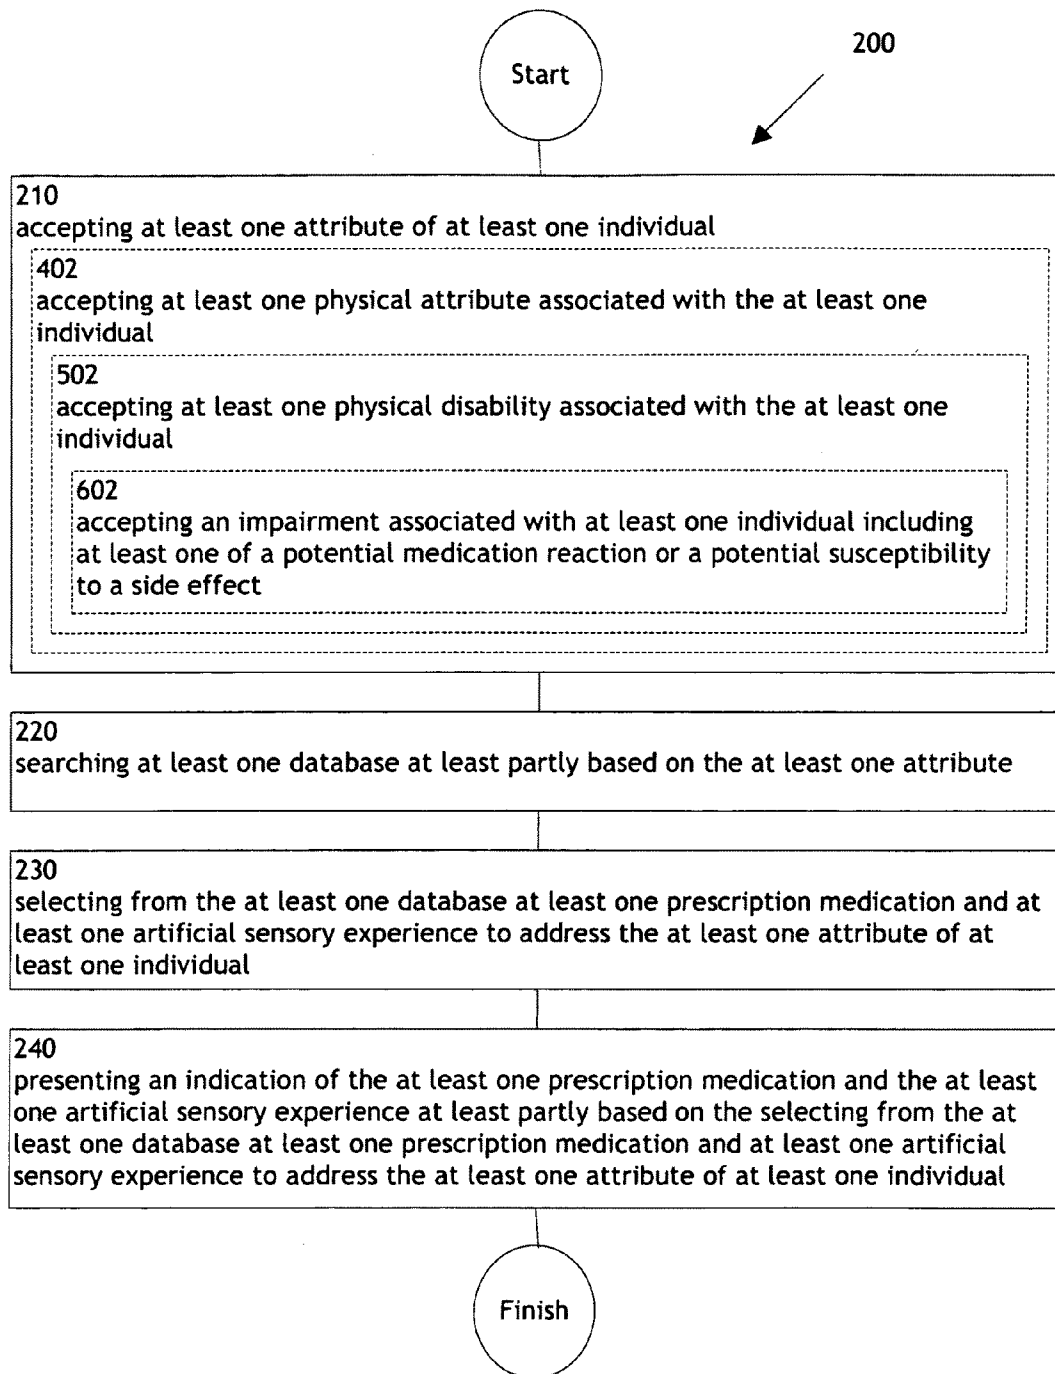 Start
200
210
accepting at least one attribute of at least one individual
402
accepting at least one physical attribute associated with the at least one
individual
502
accepting at least one physical disability associated with the at least one
individual
602
accepting an impairment associated with at least one individual including
at least one of a potential medication reaction or a potential susceptibility
to a side effect
220
searching at least one database at least partly based on the at least one attribute
230
selecting from the at least one database at least one prescription medication and at
least one artificial sensory experience to address the at least one attribute of at
least one individual
240
presenting an indication of the at least one prescription medication and the at least
one artificial sensory experience at least partly based on the selecting from the at
least one database at least one prescription medication and at least one artificial
sensory experience to address the at least one attribute of at least one individual
Finish